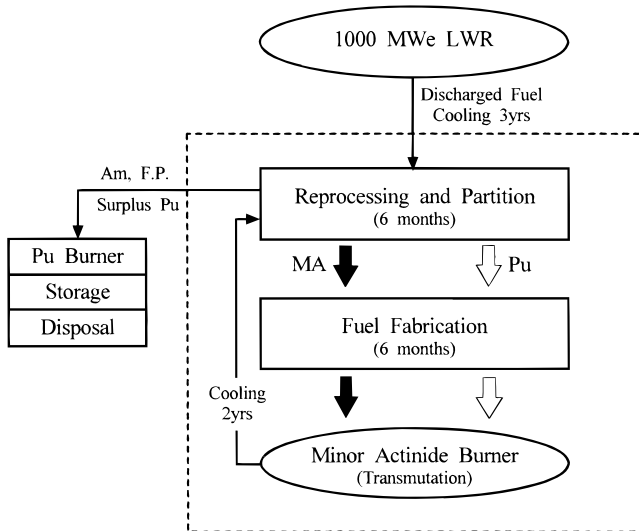 1000 MWe LWR
Discharged Fuel
Cooling 3yrs
Am, F.P.
Surplus Pu
Reprocessing and Partition
(6 months)
Pu Burner
Storage
Disposal
MA
Pu
Fuel Fabrication
(6 months)
Cooling
2yrs
Minor Actinide Burner
(Transmutation)